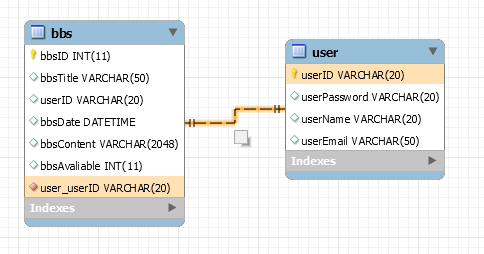 bbs
bbsID INT(11)
bbsTitle VARCHAR(50)
userID VARCHAR(20)
bbsDate DATETIME
bbsContent VARCHAR(2048)
bbsAvaliable INT(11)
user_userID VARCHAR(20)
Indexes
user
userID VARCHAR(20)
userPassword VARCHAR(20)
userName VARCHAR(20)
userEmail VARCHAR(50)
Indexes